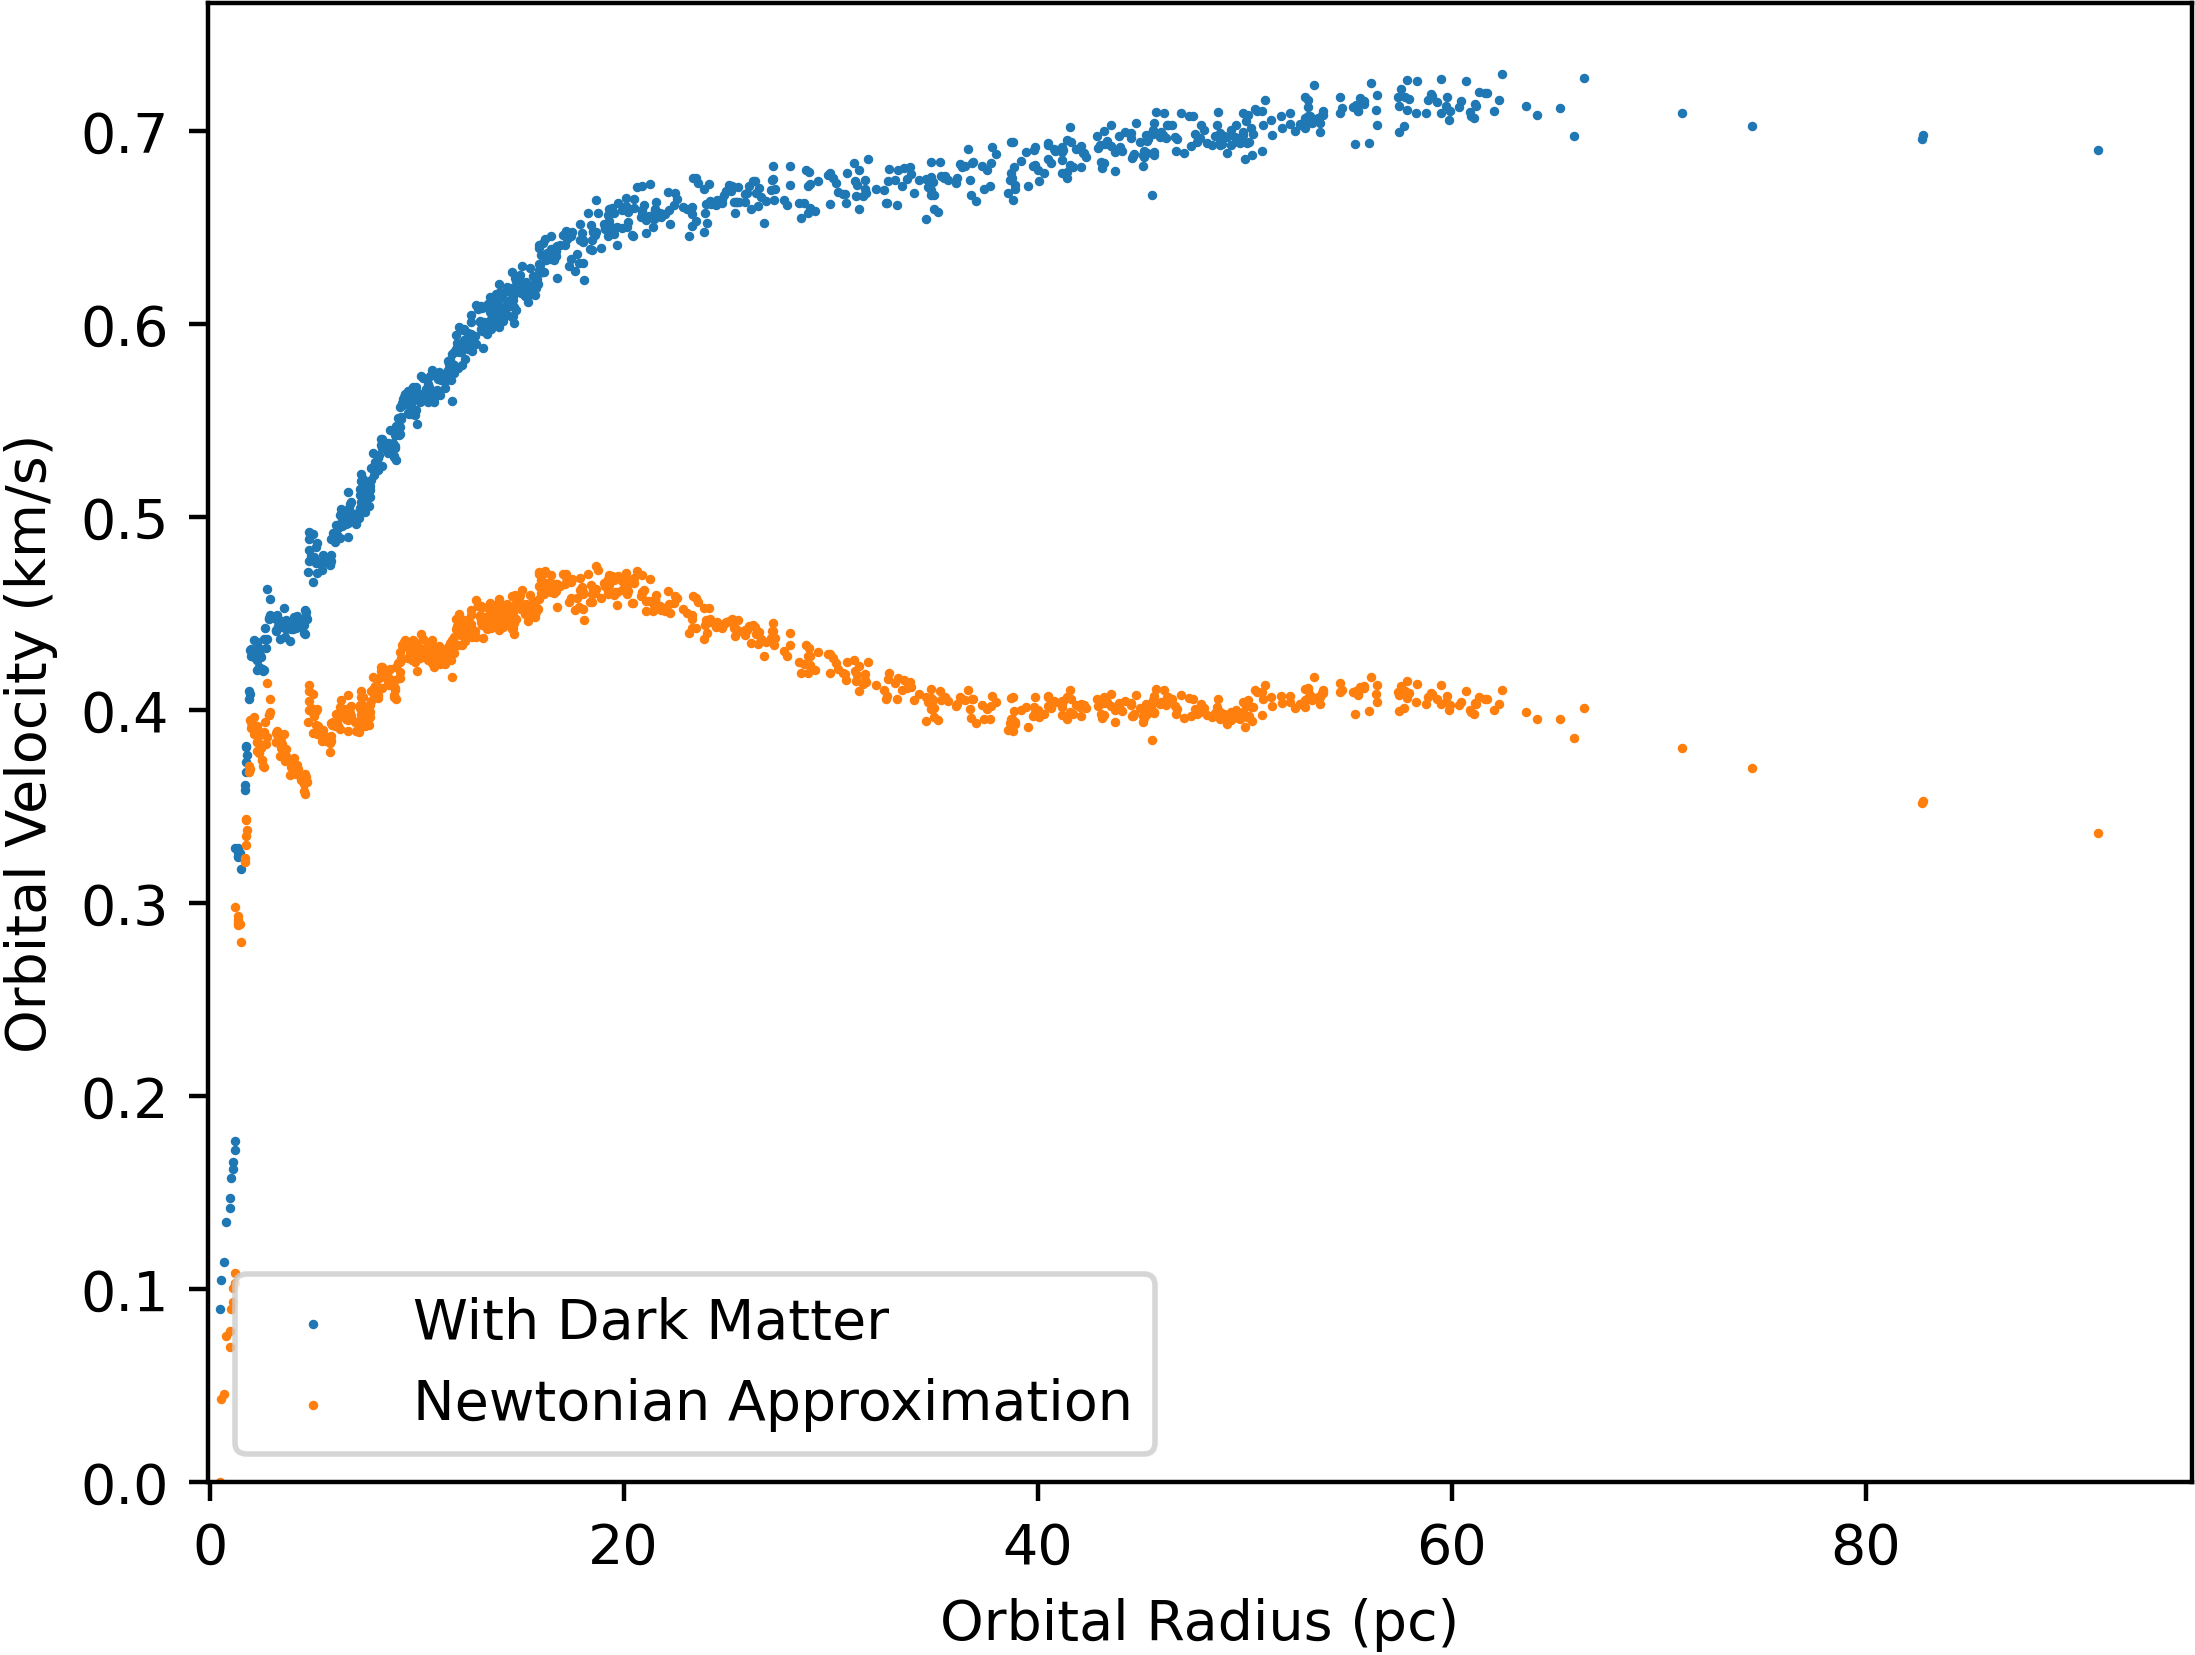 Orbital Velocity (km/s)
0.7
0.6
0.5
0.4
0.3
0.2
0.1
0.0
With Dark Matter
Newtonian Approximation
0 20 40 60 80
Orbital Radius (pc)